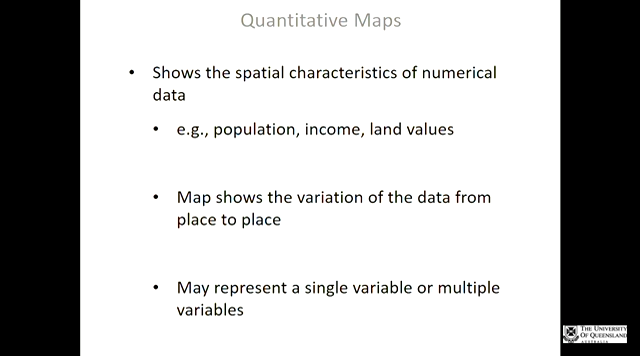 Quantitative Maps
• Shows the spatial characteristics of numerical
data
• e.g., population, income, land values
• Map shows the variation of the data from
place to place
• May represent a single variable or multiple
variables
THE UNIVERSITY
OF QUEENSLAND
AUSTRALIA